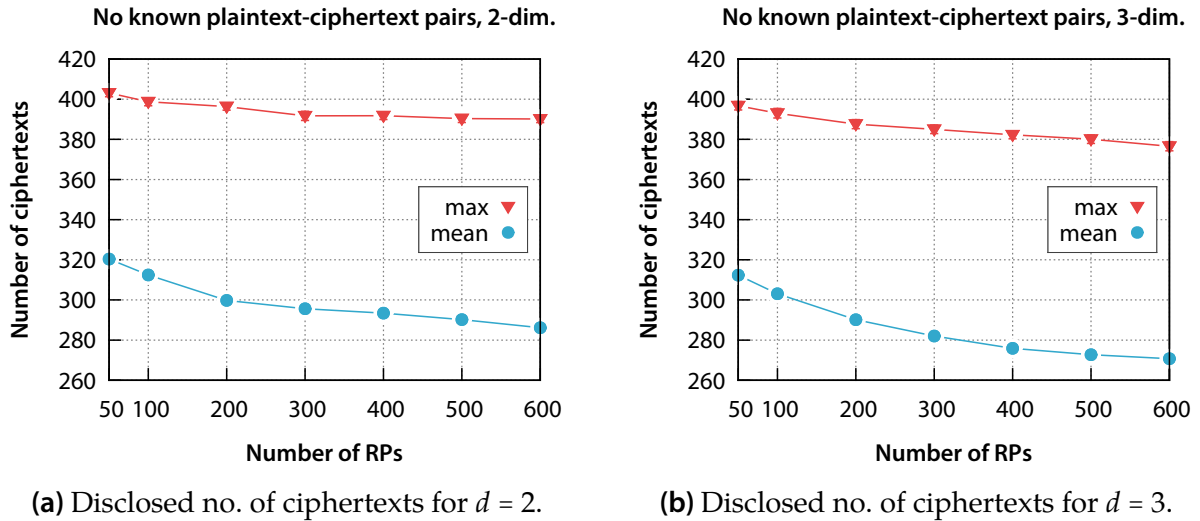 No known plaintext-ciphertext pairs, 2-dim.
Number of ciphertexts
420
400
380
360
340
320
300
280
260
max
mean
50 100 200 300 400 500 600
Number of RPs
(a) Disclosed no. of ciphertexts for d = 2.
No known plaintext-ciphertext pairs, 3-dim.
Number of ciphertexts
420
400
380
360
340
320
300
280
260
max
mean
50 100 200 300 400 500 600
Number of RPs
(b) Disclosed no. of ciphertexts for d = 3.